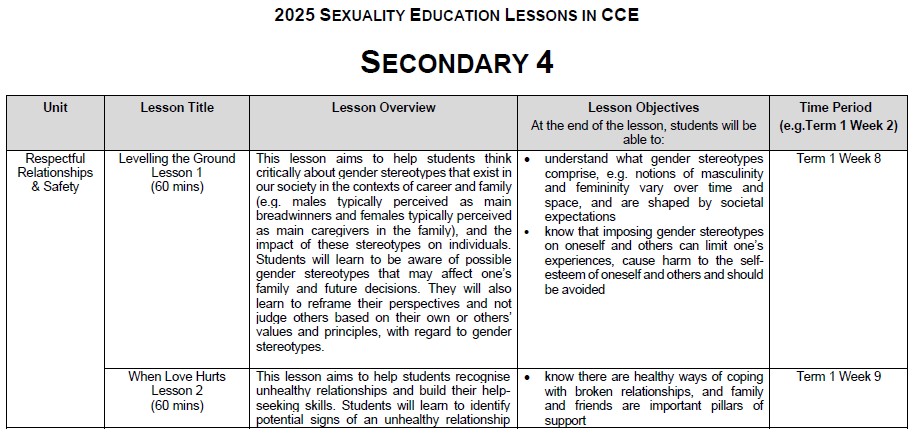 2025 SEXUALITY EDUCATION LESSONS IN CCE
SECONDARY 4
Unit
Lesson Title
Lesson Overview
Lesson Objectives
At the end of the lesson, students will be
able to:
Time Period
(e.g.Term 1 Week 2)
Respectful
Relationships
& Safety
Levelling the Ground
Lesson 1
(60 mins)
This lesson aims to help students think
critically about gender stereotypes that exist in
our society in the contexts of career and family
(e.g. males typically perceived as main
breadwinners and females typically perceived
as main caregivers in the family), and the
impact of these stereotypes on individuals.
Students will learn to be aware of possible
gender stereotypes that may affect one's
family and future decisions. They will also
learn to reframe their perspectives and not
judge others based on their own or others'
values and principles, with regard to gender
stereotypes.
• understand what gender stereotypes
comprise, e.g. notions of masculinity
and femininity vary over time and
space, and are shaped by societal
expectations
• know that imposing gender stereotypes
on oneself and others can limit one's
experiences, cause harm to the self-
esteem of oneself and others and should
be avoided
Term 1 Week 8
When Love Hurts
Lesson 2
(60 mins)
This lesson aims to help students recognise
unhealthy relationships and build their help-
seeking skills. Students will learn to identify
potential signs of an unhealthy relationship
• know there are healthy ways of coping
with broken relationships, and family
and friends are important pillars of
support
Term 1 Week 9